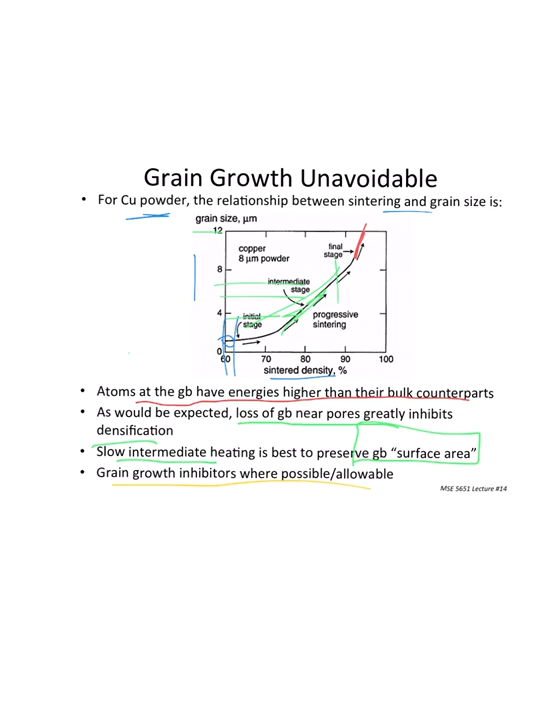 Grain Growth Unavoidable
• For Cu powder, the relationship between sintering and grain size is:
grain size, μm
12
copper
8 μm powder
final
stage
8
intermediate
stage
4
initial
stage
progressive
sintering
0
60 70 80 90 100
sintered density, %
• Atoms at the gb have energies higher than their bulk counterparts
• As would be expected, loss of gb near pores greatly inhibits
densification
• Slow intermediate heating is best to preserve gb “surface area”
• Grain growth inhibitors where possible/allowable
MSE 5651 Lecture #14